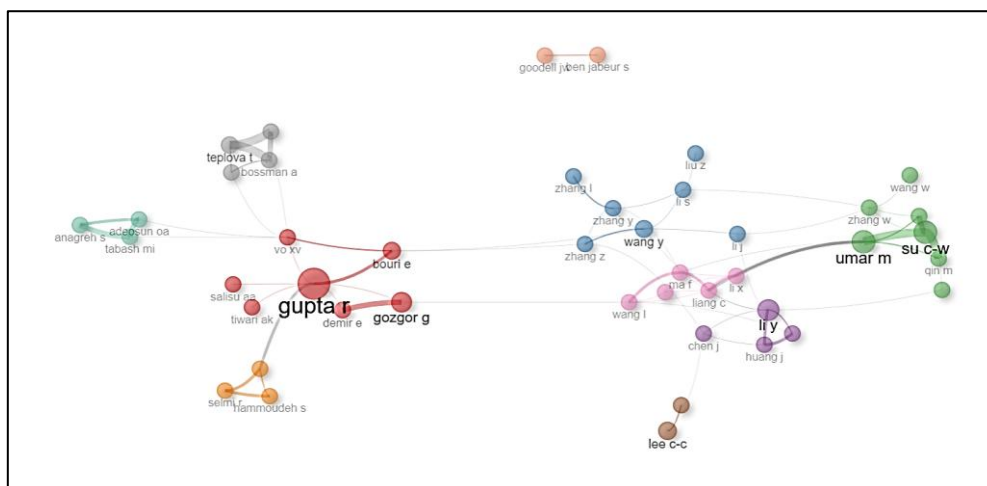 goodell jw
ben jabeur s
teplova t
bossman a
liu z
zhang l
li s
wang w
zhang y
zhang w
adeosun oa
anagreh s
tabash mi
vo xv
wang y
li j
su c-w
zhang z
bouri e
umar m
qin m
ma f
li x
salisu aa
gupta r
liang c
wang l
tiwari ak
demir e
gozgor g
li y
chen j
huang j
selmi r
hammoudeh s
lee c-c